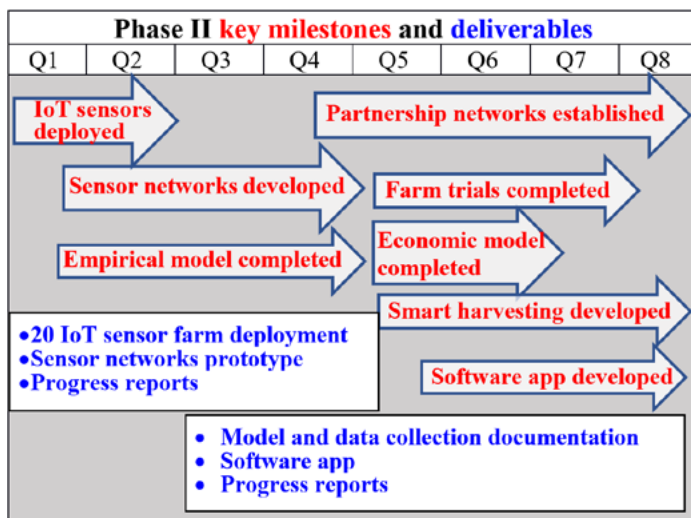 Phase II key milestones and deliverables
Q1 Q2 Q3 Q4 Q5 Q6 Q7 Q8
IoT sensors
deployed
Partnership networks established
Sensor networks developed
Farm trials completed
Empirical model completed
Economic model
completed
Smart harvesting developed
•20 IoT sensor farm deployment
•Sensor networks prototype
•Progress reports
Software app developed
• Model and data collection documentation
• Software app
• Progress reports